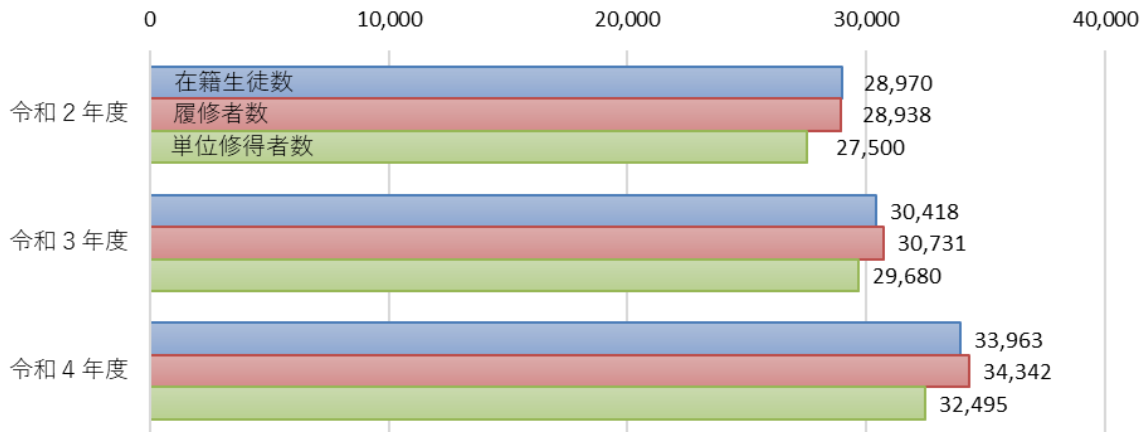 0 10,000 20,000 30,000 40,000
令和2年度
在籍生徒数 28,970
履修者数 28,938
単位修得者数 27,500
令和3年度
30,418
30,731
29,680
令和4年度
33,963
34,342
32,495